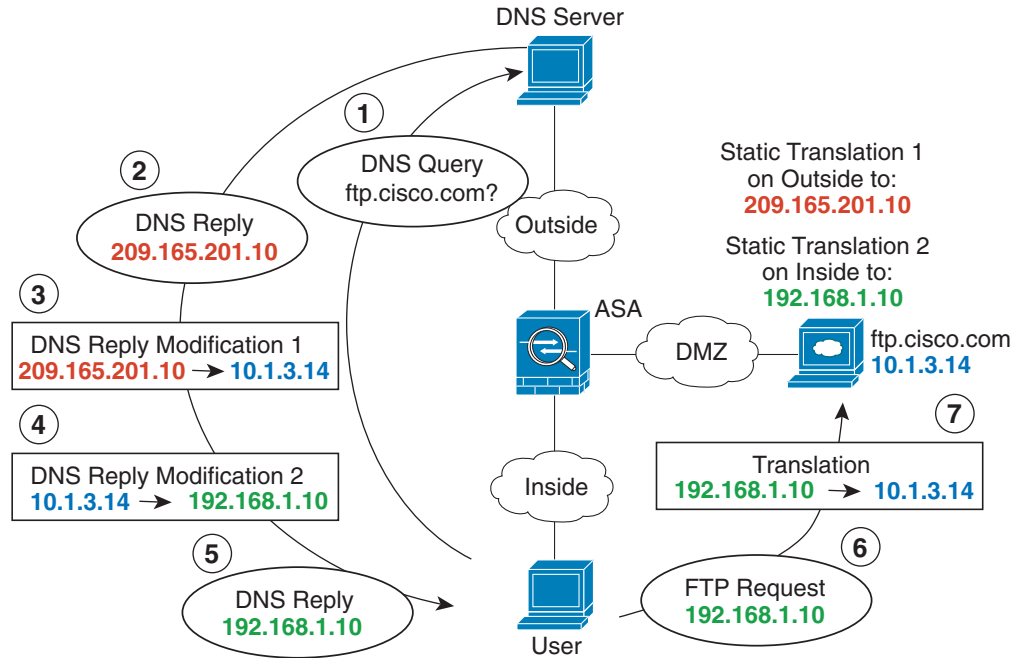 DNS Server
1
DNS Query
ftp.cisco.com?
2
DNS Reply
209.165.201.10
Outside
Static Translation 1
on Outside to:
209.165.201.10
Static Translation 2
on Inside to:
192.168.1.10
3
DNS Reply Modification 1
209.165.201.10 → 10.1.3.14
ASA
DMZ
ftp.cisco.com
10.1.3.14
4
DNS Reply Modification 2
10.1.3.14 → 192.168.1.10
Inside
7
Translation
192.168.1.10 → 10.1.3.14
5
DNS Reply
192.168.1.10
User
6
FTP Request
192.168.1.10